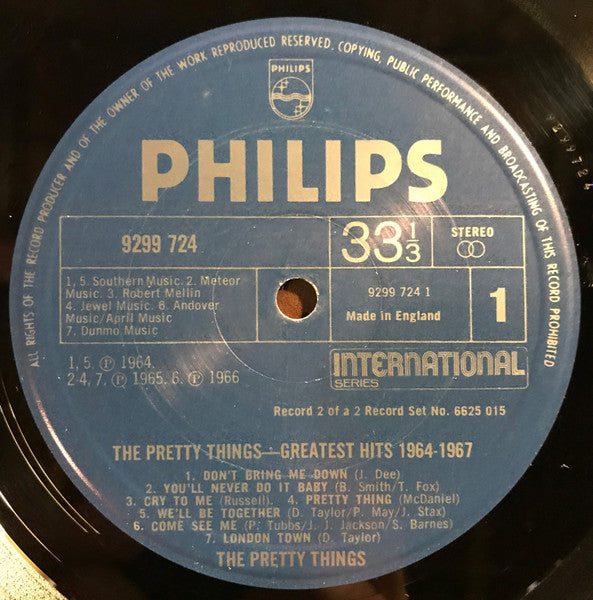 ALL RIGHTS OF THE RECORD PRODUCER AND OF THE OWNER OF THE WORK REPRODUCED RESERVED. COPYING, PUBLIC PERFORMANCE AND BROADCASTING OF THIS RECORD PROHIBITED
PHILIPS
PHILIPS
9299 724
33 1/3
STEREO
1, 5. Southern Music. 2. Meteor
Music. 3. Robert Mellin
4. Jewel Music. 6. Andover
Music/April Music
7. Dunmo Music
9299 724 1
Made in England
1
1, 5. ℗ 1964.
2-4, 7. ℗ 1965. 6. ℗ 1966
INTERNATIONAL
SERIES
Record 2 of a 2 Record Set No. 6625 015
THE PRETTY THINGS—GREATEST HITS 1964-1967
1. DON'T BRING ME DOWN (J. Dee)
2. YOU'LL NEVER DO IT BABY (B. Smith/T. Fox)
3. CRY TO ME (Russell). 4. PRETTY THING (McDaniel)
5. WE'LL BE TOGETHER (D. Taylor/P. May/J. Stax)
6. COME SEE ME (P. Tubbs/J. J. Jackson/S. Barnes)
7. LONDON TOWN (D. Taylor)
THE PRETTY THINGS